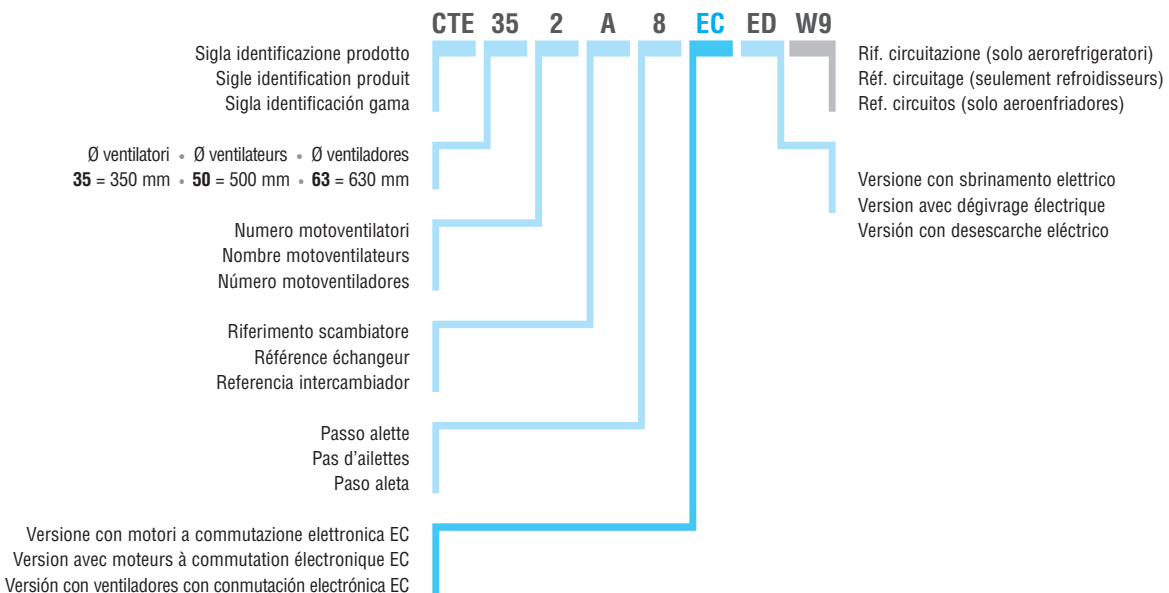 CTE 35 2 A 8 EC ED W9
Sigla identificazione prodotto
Sigle identification produit
Sigla identificación gama
Rif. circuitazione (solo aerorefrigeratori)
Réf. circuitage (seulement refroidisseurs)
Ref. circuitos (solo aeroenfriadores)
Ø ventilatori • Ø ventilateurs • Ø ventiladores
35 = 350 mm • 50 = 500 mm • 63 = 630 mm
Versione con sbrinamento elettrico
Version avec dégivrage électrique
Versión con desescarche eléctrico
Numero motoventilatori
Nombre motoventilateurs
Número motoventiladores
Riferimento scambiatore
Référence échangeur
Referencia intercambiador
Passo alette
Pas d'ailettes
Paso aleta
Versione con motori a commutazione elettronica EC
Version avec moteurs à commutation électronique EC
Versión con ventiladores con conmutación electrónica EC